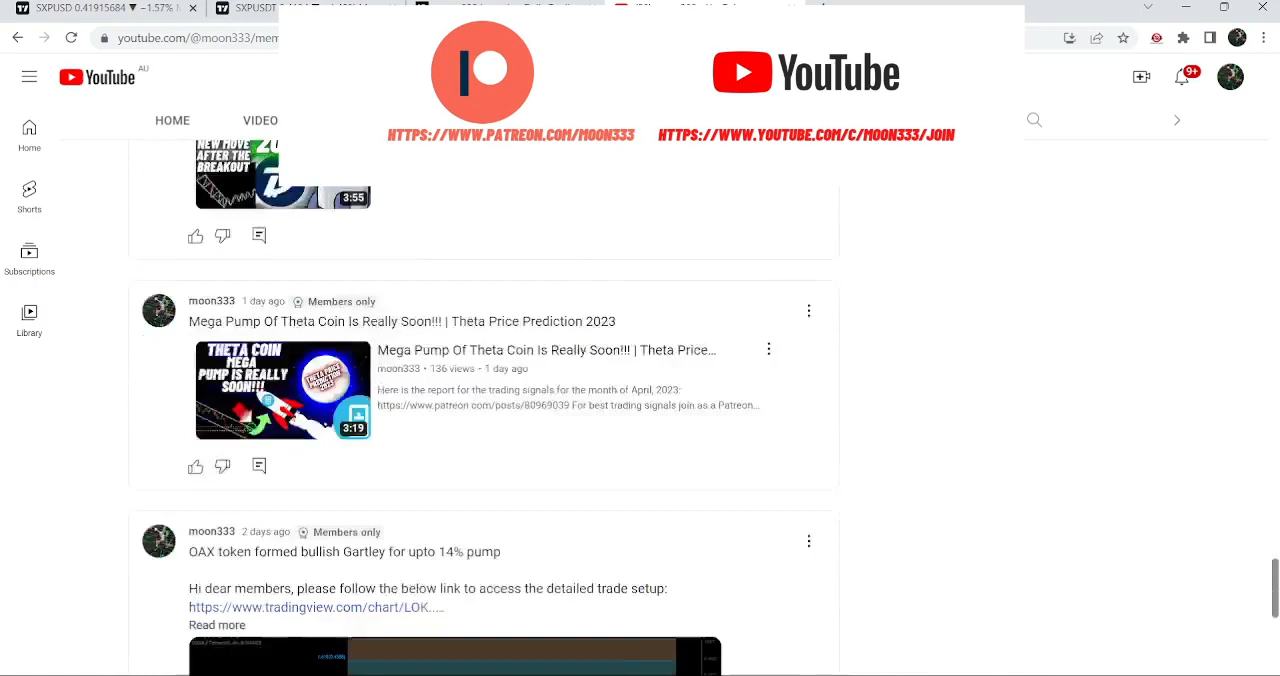 SXPUSD 0.41915684 ▼ −1.57%
SXPUSDT
youtube.com/@moon333/mem
HTTPS://WWW.PATREON.COM/MOON333
YouTube
HTTPS://WWW.YOUTUBE.COM/C/MOON333/JOIN
YouTube AU
9+
HOME
VIDEO
Home
Shorts
Subscriptions
Library
NEW MOVE
AFTER THE
BREAKOUT
3:55
moon333 1 day ago Members only
Mega Pump Of Theta Coin Is Really Soon!!! | Theta Price Prediction 2023
THETA COIN
MEGA
PUMP IS REALLY
SOON!!!
THETA PRICE
PREDICTION
2023
3:19
Mega Pump Of Theta Coin Is Really Soon!!! | Theta Price...
moon333 • 136 views • 1 day ago
Here is the report for the trading signals for the month of April, 2023:
https://www.patreon.com/posts/80969039 For best trading signals join as a Patreon...
moon333 2 days ago Members only
OAX token formed bullish Gartley for upto 14% pump
Hi dear members, please follow the below link to access the detailed trade setup:
https://www.tradingview.com/chart/LOK.....
Read more